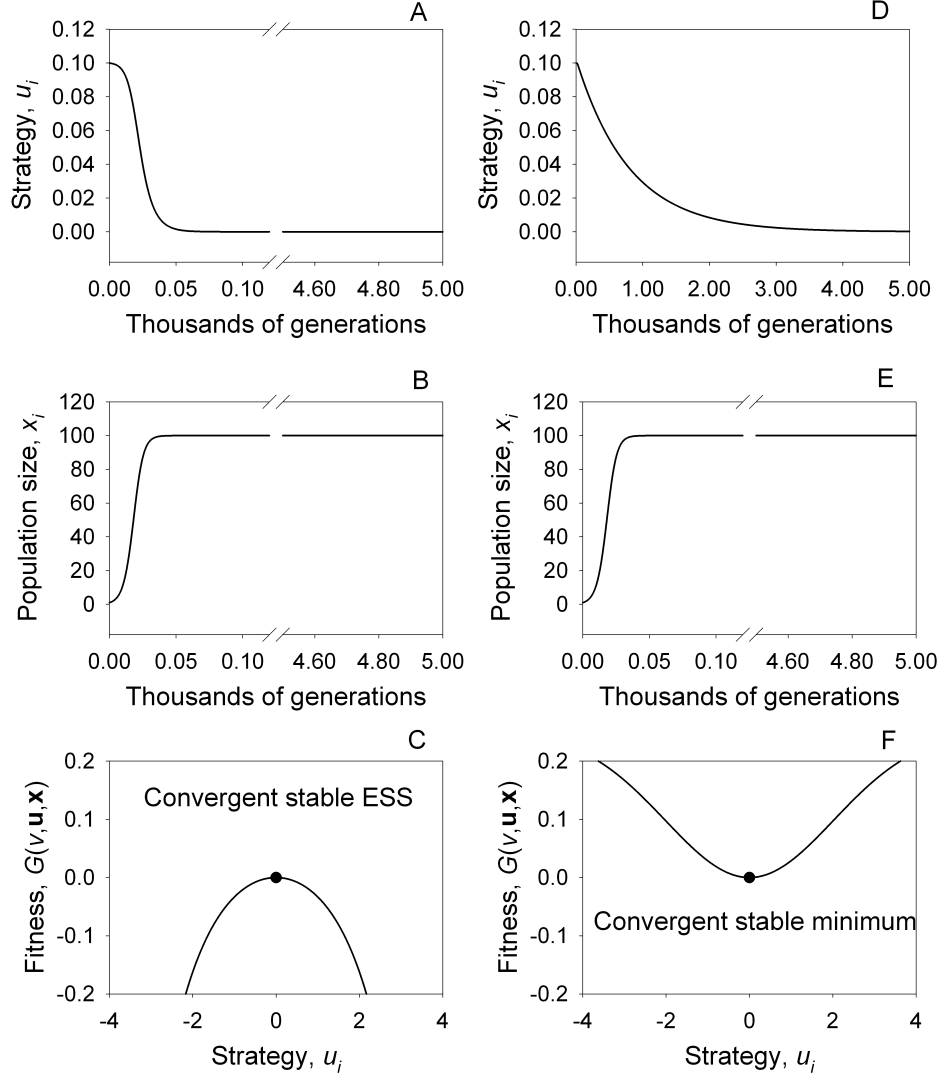 A
0.12
0.10
0.08
0.06
0.04
0.02
0.00
Strategy, u_i
0.00 0.05 0.10 4.60 4.80 5.00
Thousands of generations
D
0.12
0.10
0.08
0.06
0.04
0.02
0.00
Strategy, u_i
0.00 1.00 2.00 3.00 4.00 5.00
Thousands of generations
B
120
100
80
60
40
20
0
Population size, x_i
0.00 0.05 0.10 4.60 4.80 5.00
Thousands of generations
E
120
100
80
60
40
20
0
Population size, x_i
0.00 0.05 0.10 4.60 4.80 5.00
Thousands of generations
C
0.2
0.1
0.0
-0.1
-0.2
Fitness, G(v,u,x)
Convergent stable ESS
-4 -2 0 2 4
Strategy, u_i
F
0.2
0.1
0.0
-0.1
-0.2
Fitness, G(v,u,x)
Convergent stable minimum
-4 -2 0 2 4
Strategy, u_i